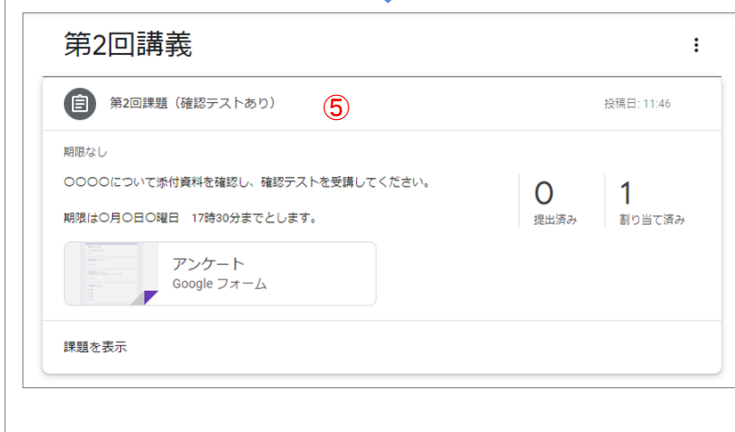 第2回講義
第2回課題（確認テストあり）
⑤
投稿日: 11:46
期限なし
〇〇〇〇について添付資料を確認し、確認テストを受講してください。
期限は〇月〇日〇曜日　17時30分までとします。
0
提出済み
1
割り当て済み
アンケート
Google フォーム
課題を表示